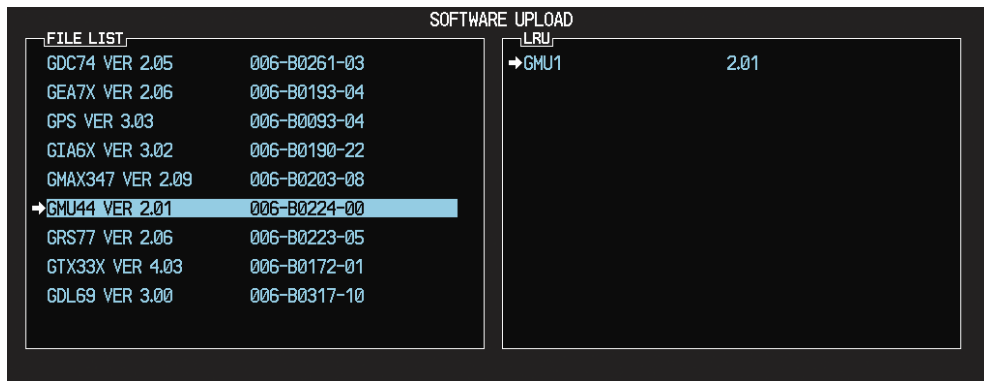 SOFTWARE UPLOAD
FILE LIST
GDC74 VER 2.05 006-B0261-03
GEA7X VER 2.06 006-B0193-04
GPS VER 3.03 006-B0093-04
GIA6X VER 3.02 006-B0190-22
GMAX347 VER 2.09 006-B0203-08
GMU44 VER 2.01 006-B0224-00
GRS77 VER 2.06 006-B0223-05
GTX33X VER 4.03 006-B0172-01
GDL69 VER 3.00 006-B0317-10
LRU
GMU1 2.01